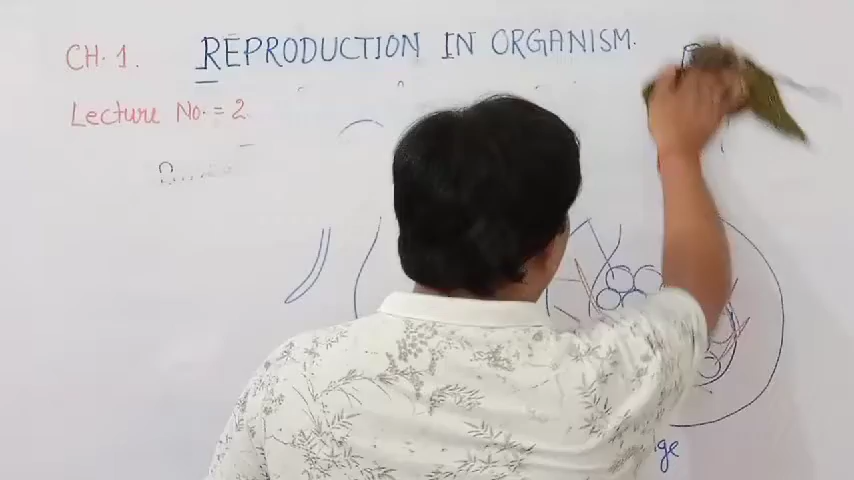 CH. 1. REPRODUCTION IN ORGANISM.
Lecture No. = 2